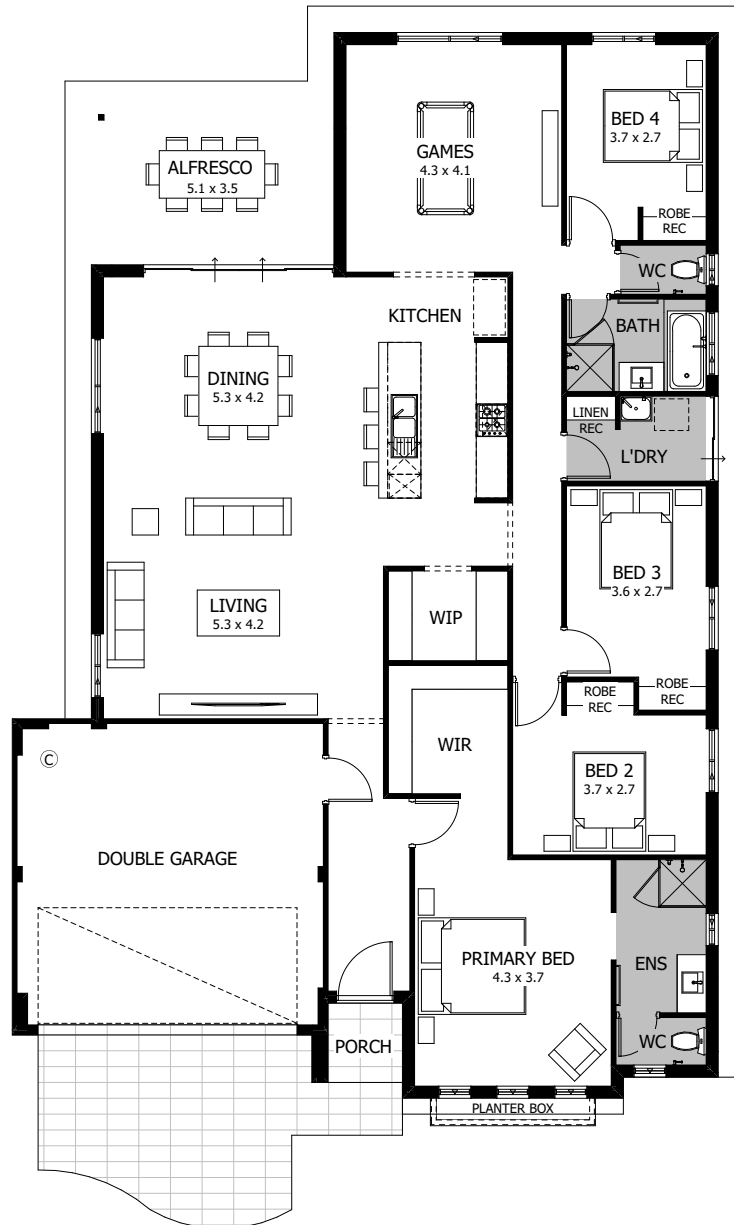 BED 4
3.7 x 2.7
GAMES
4.3 x 4.1
ALFRESCO
5.1 x 3.5
ROBE
REC
WC
KITCHEN
BATH
DINING
5.3 x 4.2
LINEN
REC
L'DRY
BED 3
3.6 x 2.7
LIVING
5.3 x 4.2
WIP
ROBE
REC
ROBE
REC
WIR
C
BED 2
3.7 x 2.7
DOUBLE GARAGE
PRIMARY BED
4.3 x 3.7
ENS
WC
PORCH
PLANTER BOX